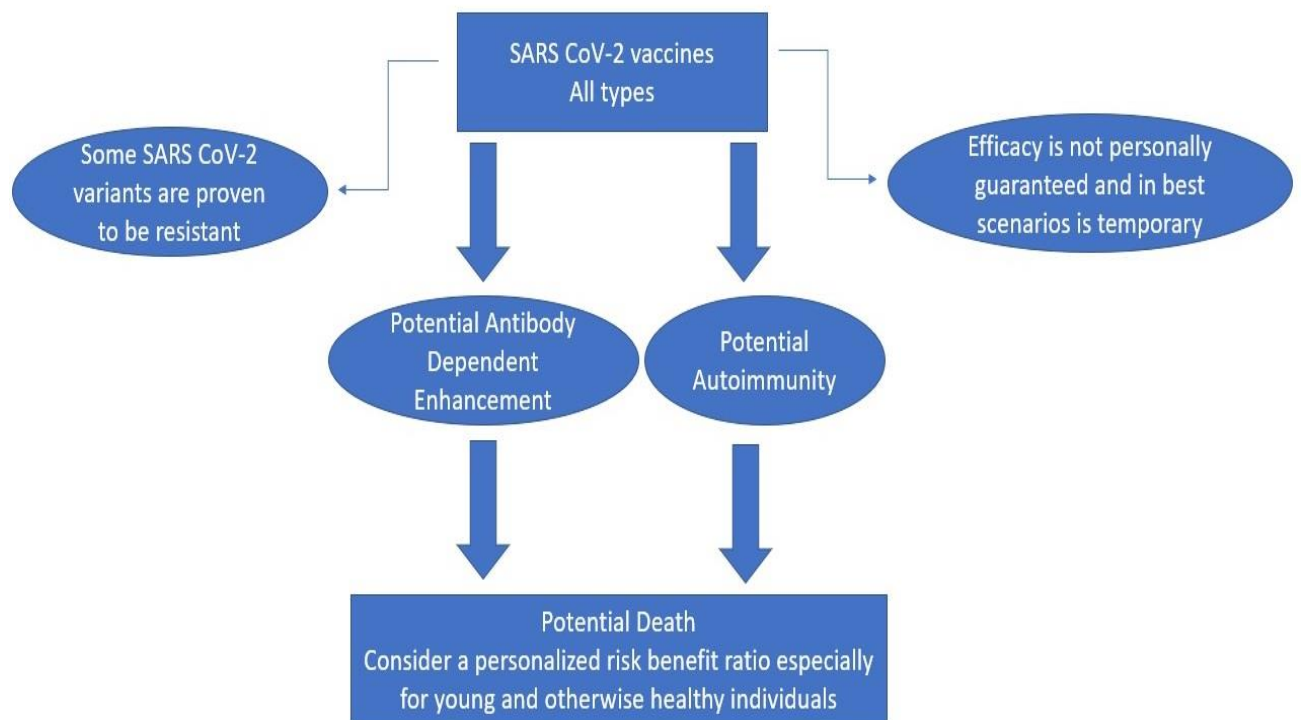 SARS CoV-2 vaccines
All types
Some SARS CoV-2
variants are proven
to be resistant
Efficacy is not personally
guaranteed and in best
scenarios is temporary
Potential Antibody
Dependent
Enhancement
Potential
Autoimmunity
Potential Death
Consider a personalized risk benefit ratio especially
for young and otherwise healthy individuals